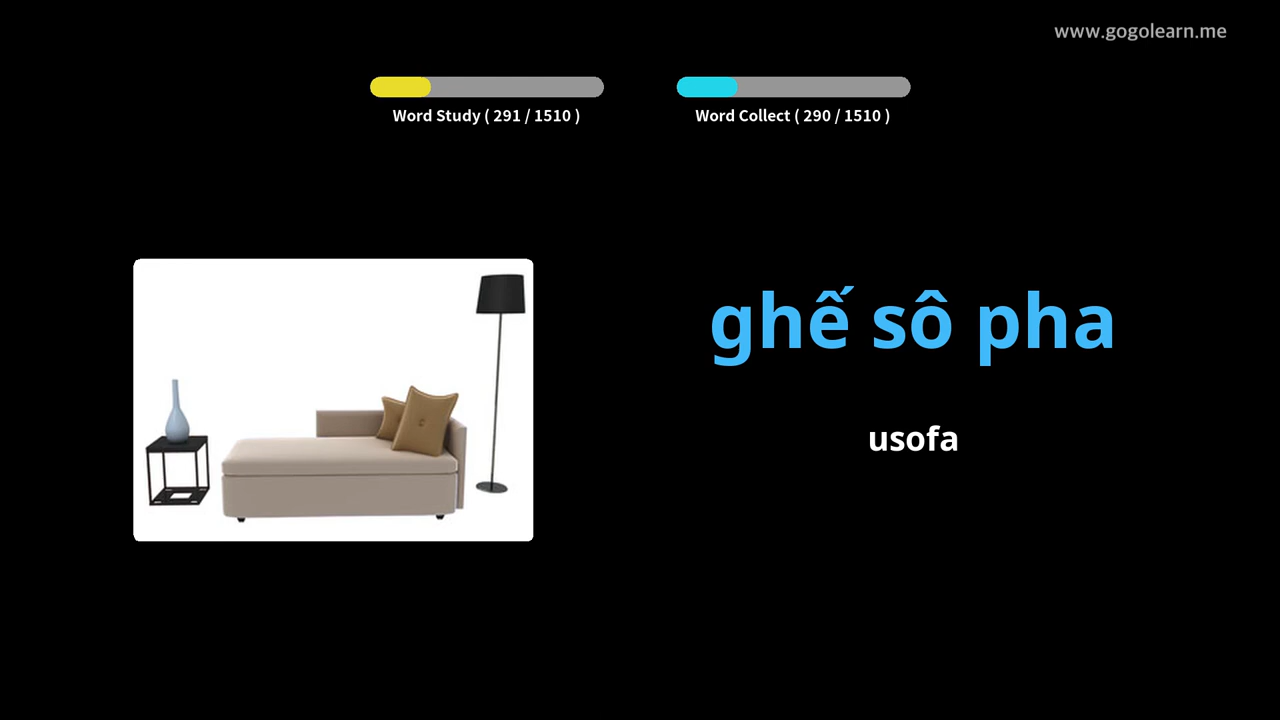 www.gogolearn.me
Word Study ( 291 / 1510 )
Word Collect ( 290 / 1510 )
ghế sô pha
usofa